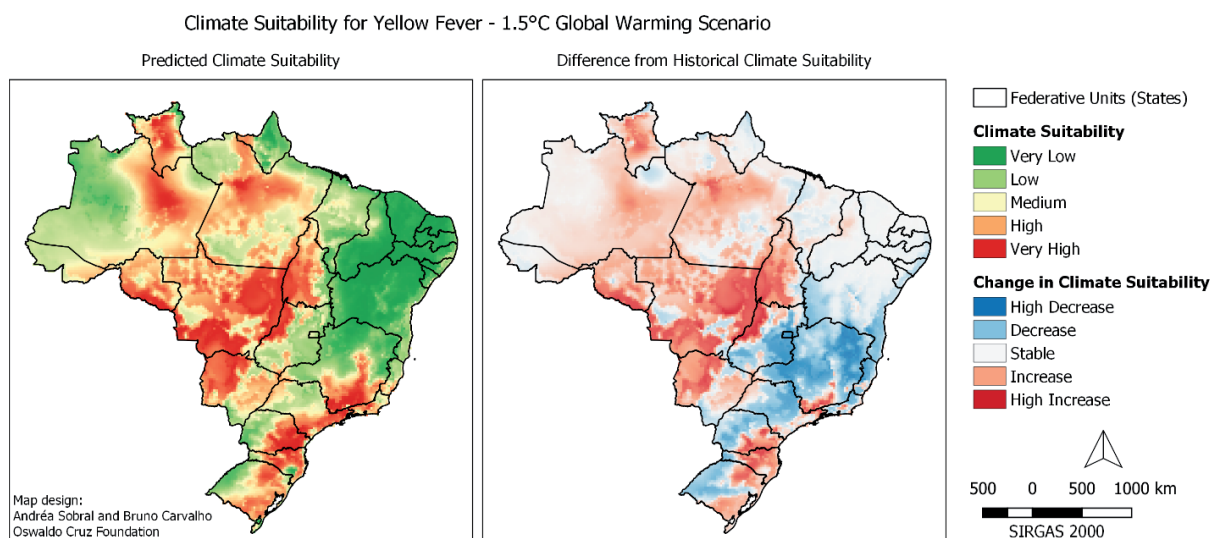 Climate Suitability for Yellow Fever - 1.5°C Global Warming Scenario
Predicted Climate Suitability
Difference from Historical Climate Suitability
Map design:
Andréa Sobral and Bruno Carvalho
Oswaldo Cruz Foundation
Federative Units (States)
Climate Suitability
Very Low
Low
Medium
High
Very High
Change in Climate Suitability
High Decrease
Decrease
Stable
Increase
High Increase
500 0 500 1000 km
SIRGAS 2000